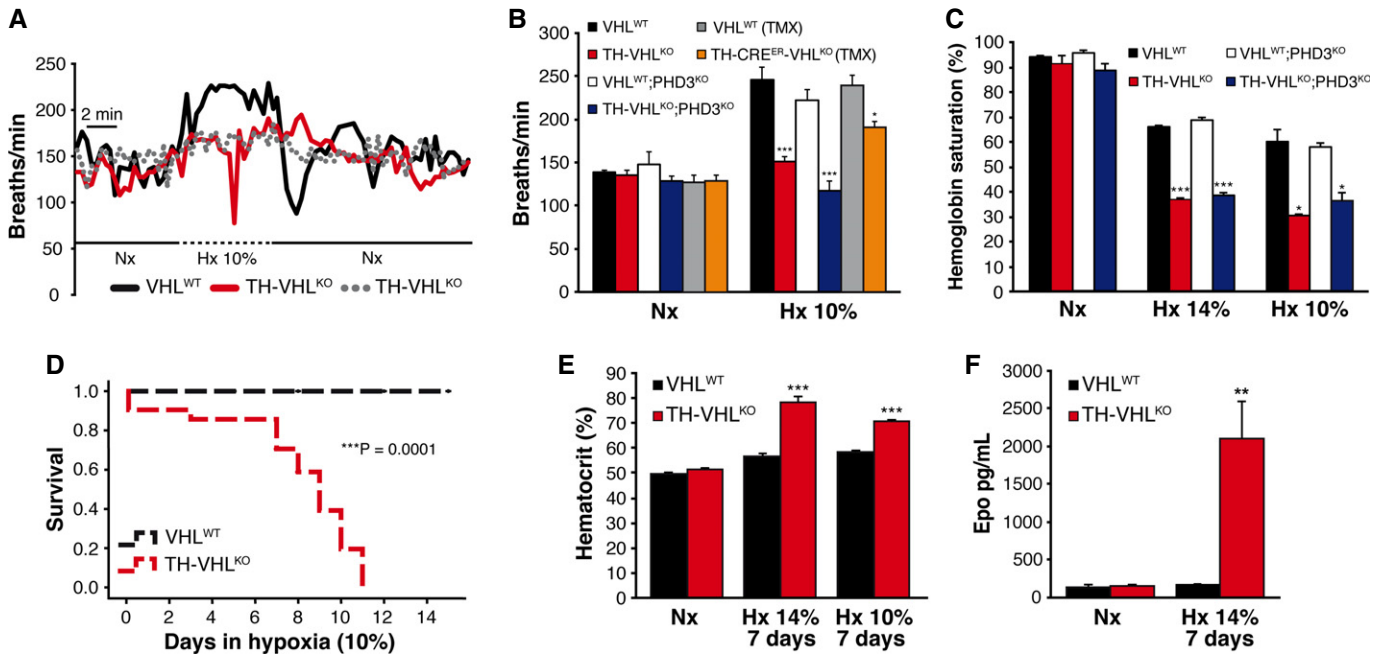 A
Breaths/min
250
200
150
100
50
0
2 min
Nx
Hx 10%
Nx
VHL^WT
TH-VHL^KO
TH-VHL^KO
B
Breaths/min
300
250
200
150
100
50
0
VHL^WT
TH-VHL^KO
VHL^WT;PHD3^KO
TH-VHL^KO;PHD3^KO
VHL^WT (TMX)
TH-CRE^ER-VHL^KO (TMX)
***
***
*
Nx
Hx 10%
C
Hemoglobin saturation (%)
100
90
80
70
60
50
40
30
20
10
0
VHL^WT
TH-VHL^KO
VHL^WT;PHD3^KO
TH-VHL^KO;PHD3^KO
***
***
*
*
Nx
Hx 14%
Hx 10%
D
Survival
1.0
0.8
0.6
0.4
0.2
0.0
***P = 0.0001
VHL^WT
TH-VHL^KO
0 2 4 6 8 10 12 14
Days in hypoxia (10%)
E
Hematocrit (%)
90
80
70
60
50
40
30
20
10
0
VHL^WT
TH-VHL^KO
***
***
Nx
Hx 14%
7 days
Hx 10%
7 days
F
Epo pg/mL
3000
2500
2000
1500
1000
500
0
VHL^WT
TH-VHL^KO
**
Nx
Hx 14%
7 days